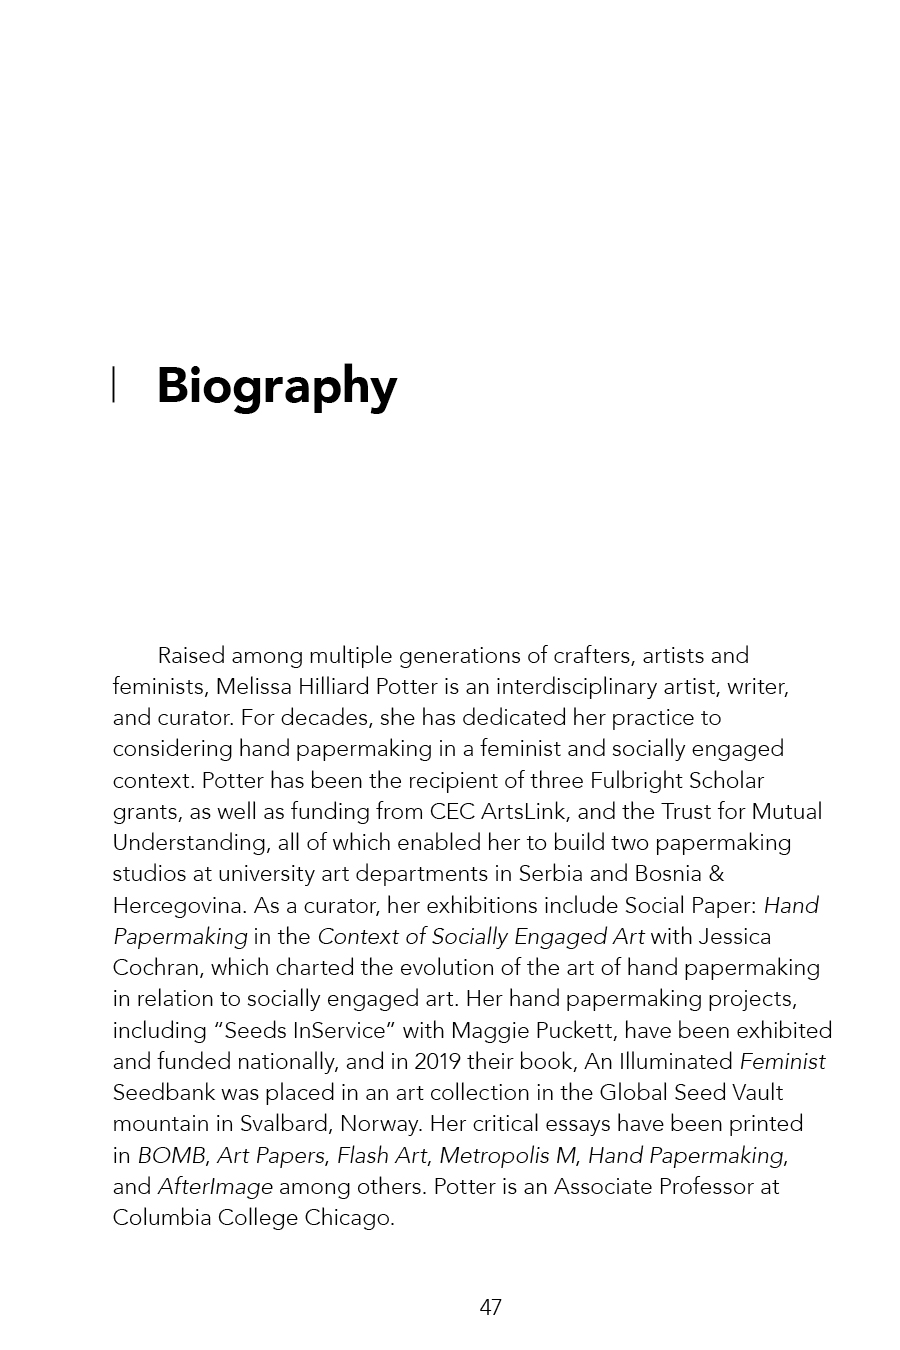 Biography
Raised among multiple generations of crafters, artists and
feminists, Melissa Hilliard Potter is an interdisciplinary artist, writer,
and curator. For decades, she has dedicated her practice to
considering hand papermaking in a feminist and socially engaged
context. Potter has been the recipient of three Fulbright Scholar
grants, as well as funding from CEC ArtsLink, and the Trust for Mutual
Understanding, all of which enabled her to build two papermaking
studios at university art departments in Serbia and Bosnia &
Hercegovina. As a curator, her exhibitions include Social Paper: Hand
Papermaking in the Context of Socially Engaged Art with Jessica
Cochran, which charted the evolution of the art of hand papermaking
in relation to socially engaged art. Her hand papermaking projects,
including “Seeds InService” with Maggie Puckett, have been exhibited
and funded nationally, and in 2019 their book, An Illuminated Feminist
Seedbank was placed in an art collection in the Global Seed Vault
mountain in Svalbard, Norway. Her critical essays have been printed
in BOMB, Art Papers, Flash Art, Metropolis M, Hand Papermaking,
and AfterImage among others. Potter is an Associate Professor at
Columbia College Chicago.
47